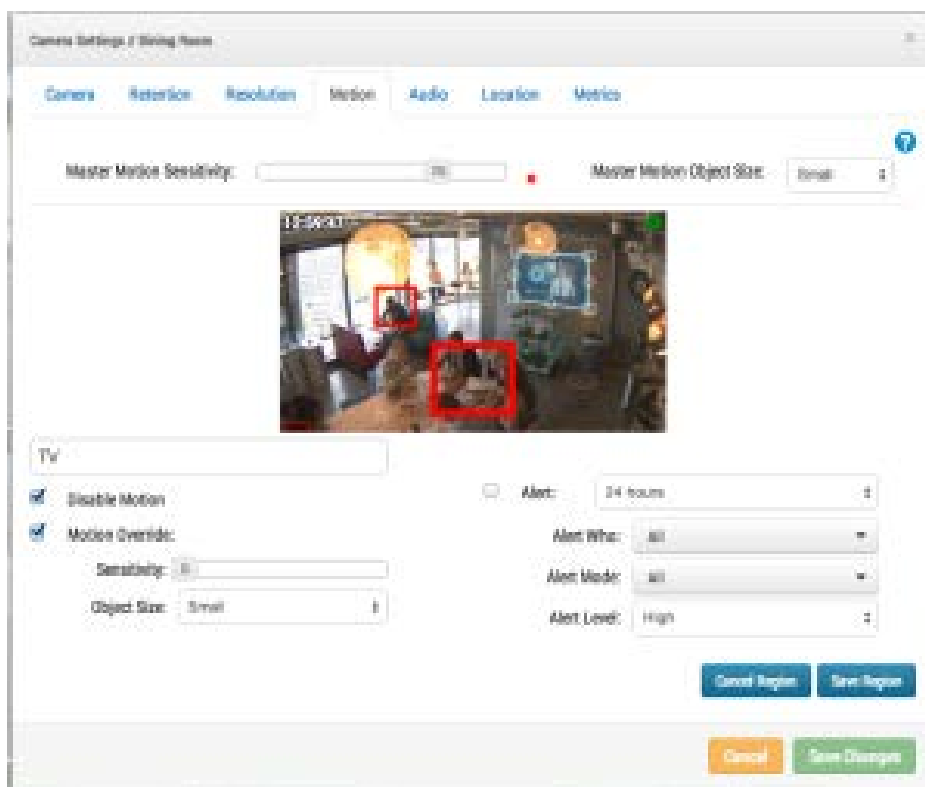 Camera Settings / Dining Room
Camera Retention Resolution Motion Audio Location Metrics
Master Motion Sensitivity: Master Motion Object Size: Small
TV
Disable Motion
Alert: 24 hours
Motion Override:
Alert Who: All
Sensitivity: 0
Alert Mode: All
Object Size: Small
Alert Level: High
Cancel Region Save Region
Cancel Save Changes